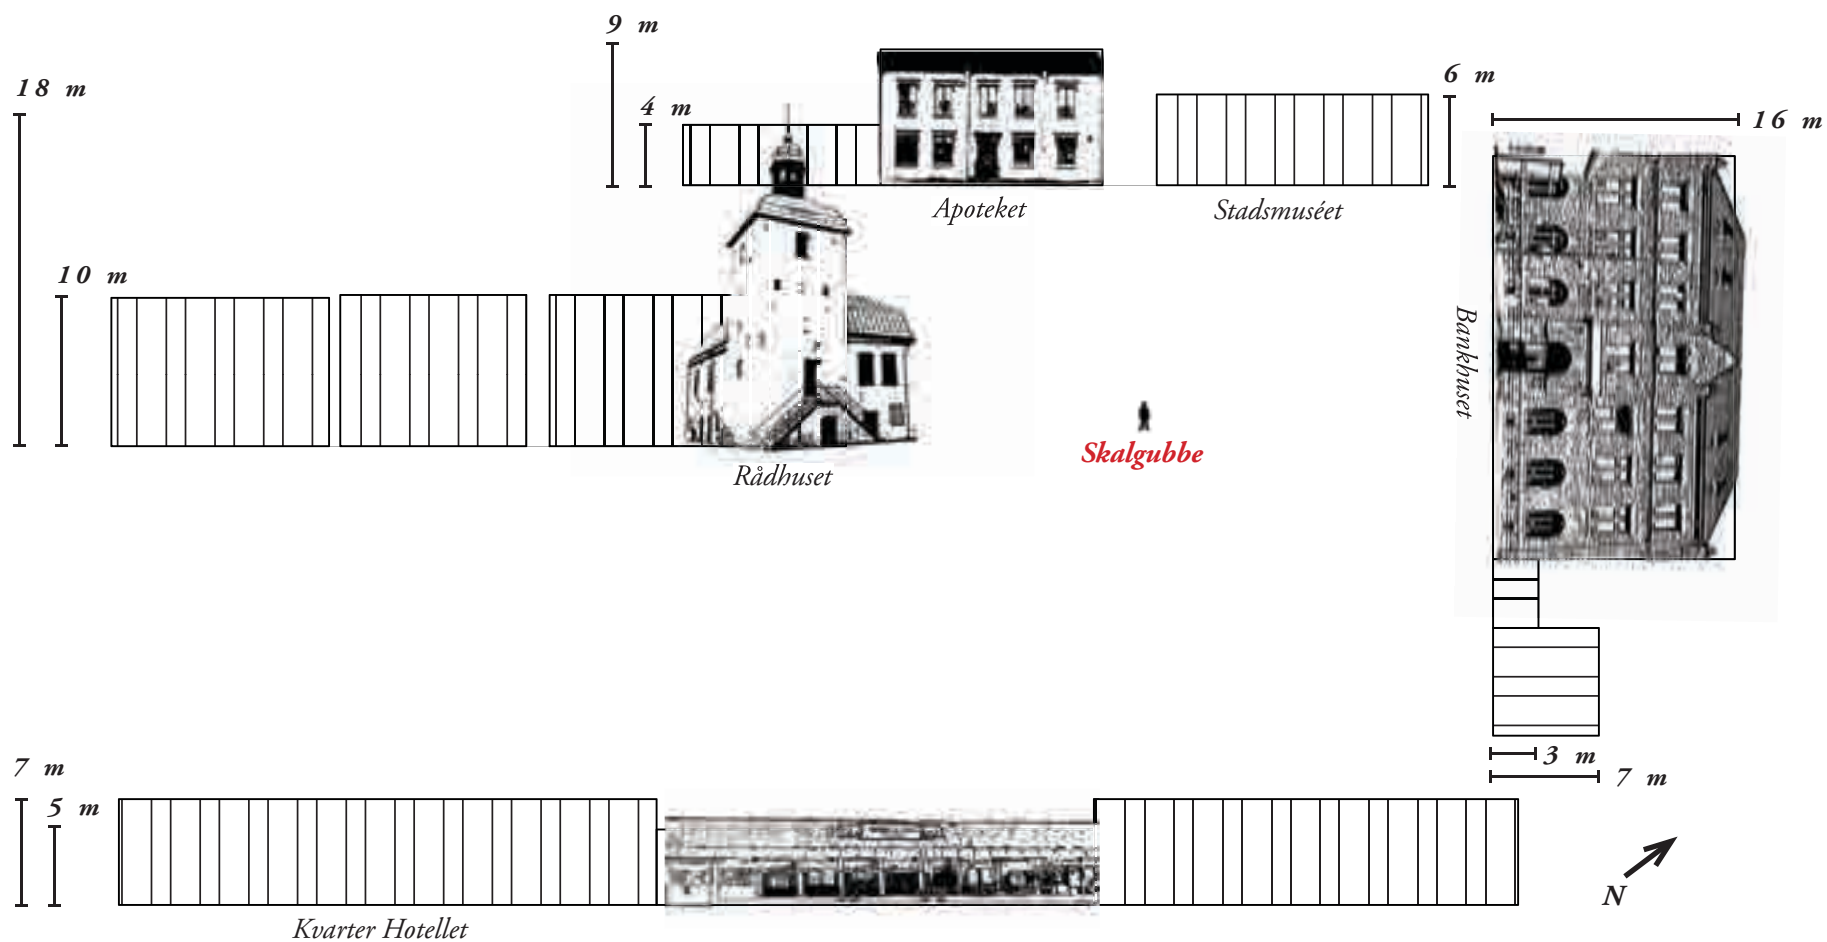 9 m
18 m
4 m
6 m
16 m
Apoteket
Stadsmuséet
10 m
Bankhuset
Skalgubbe
Rådhuset
3 m
7 m
7 m
5 m
N
Kvarter Hotellet